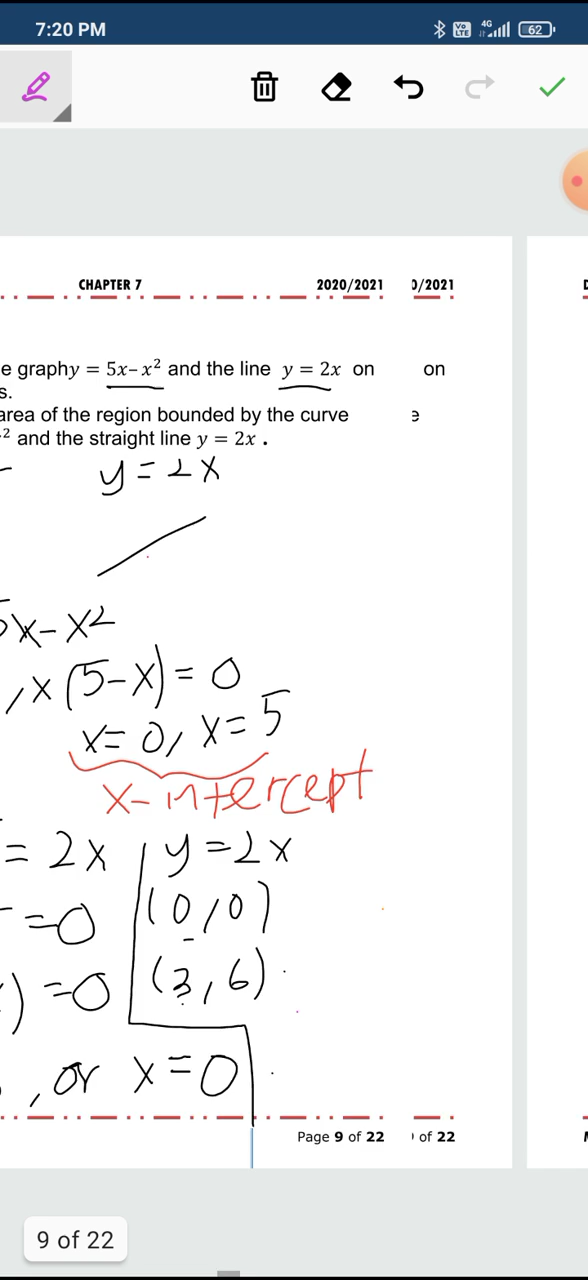 7:20 PM
Vo LTE 4G 62
CHAPTER 7 2020/2021 0/2021
e graphy = 5x– x² and the line y = 2x on on
s.
area of the region bounded by the curve e
² and the straight line y = 2x .
y = 2x
5x – x²
, x (5 – x) = 0
x = 0, x = 5
x-intercept
= 2x y = 2x
= 0 (0,0)
) = 0 (3,6)
, or x = 0
Page 9 of 22 of 22
9 of 22